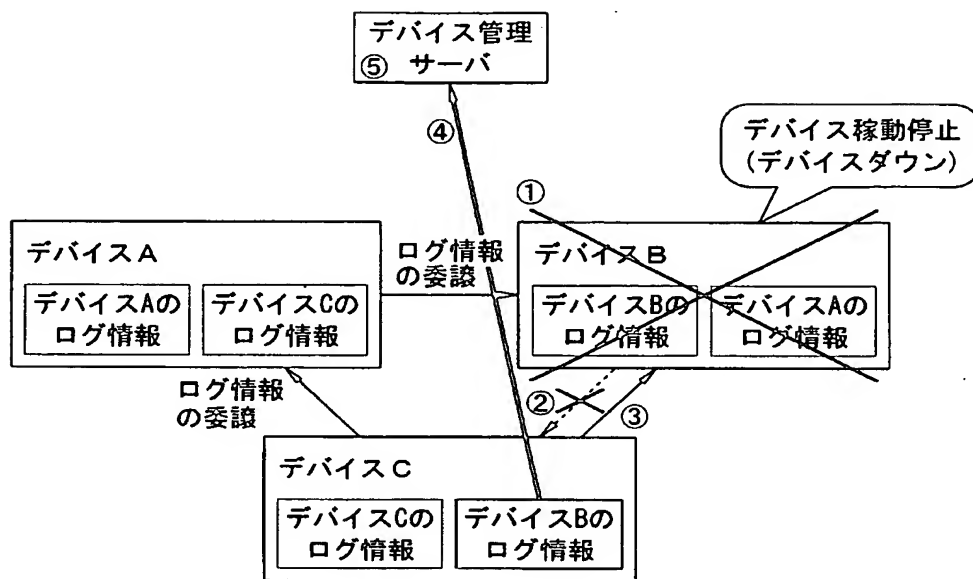 デバイス管理
⑤ サーバ
④
デバイス稼動停止
(デバイスダウン)
①
デバイスA
デバイスAの
ログ情報
デバイスCの
ログ情報
ログ情報
の委譲
デバイスB
デバイスBの
ログ情報
デバイスAの
ログ情報
ログ情報
の委譲
②
③
デバイスC
デバイスCの
ログ情報
デバイスBの
ログ情報